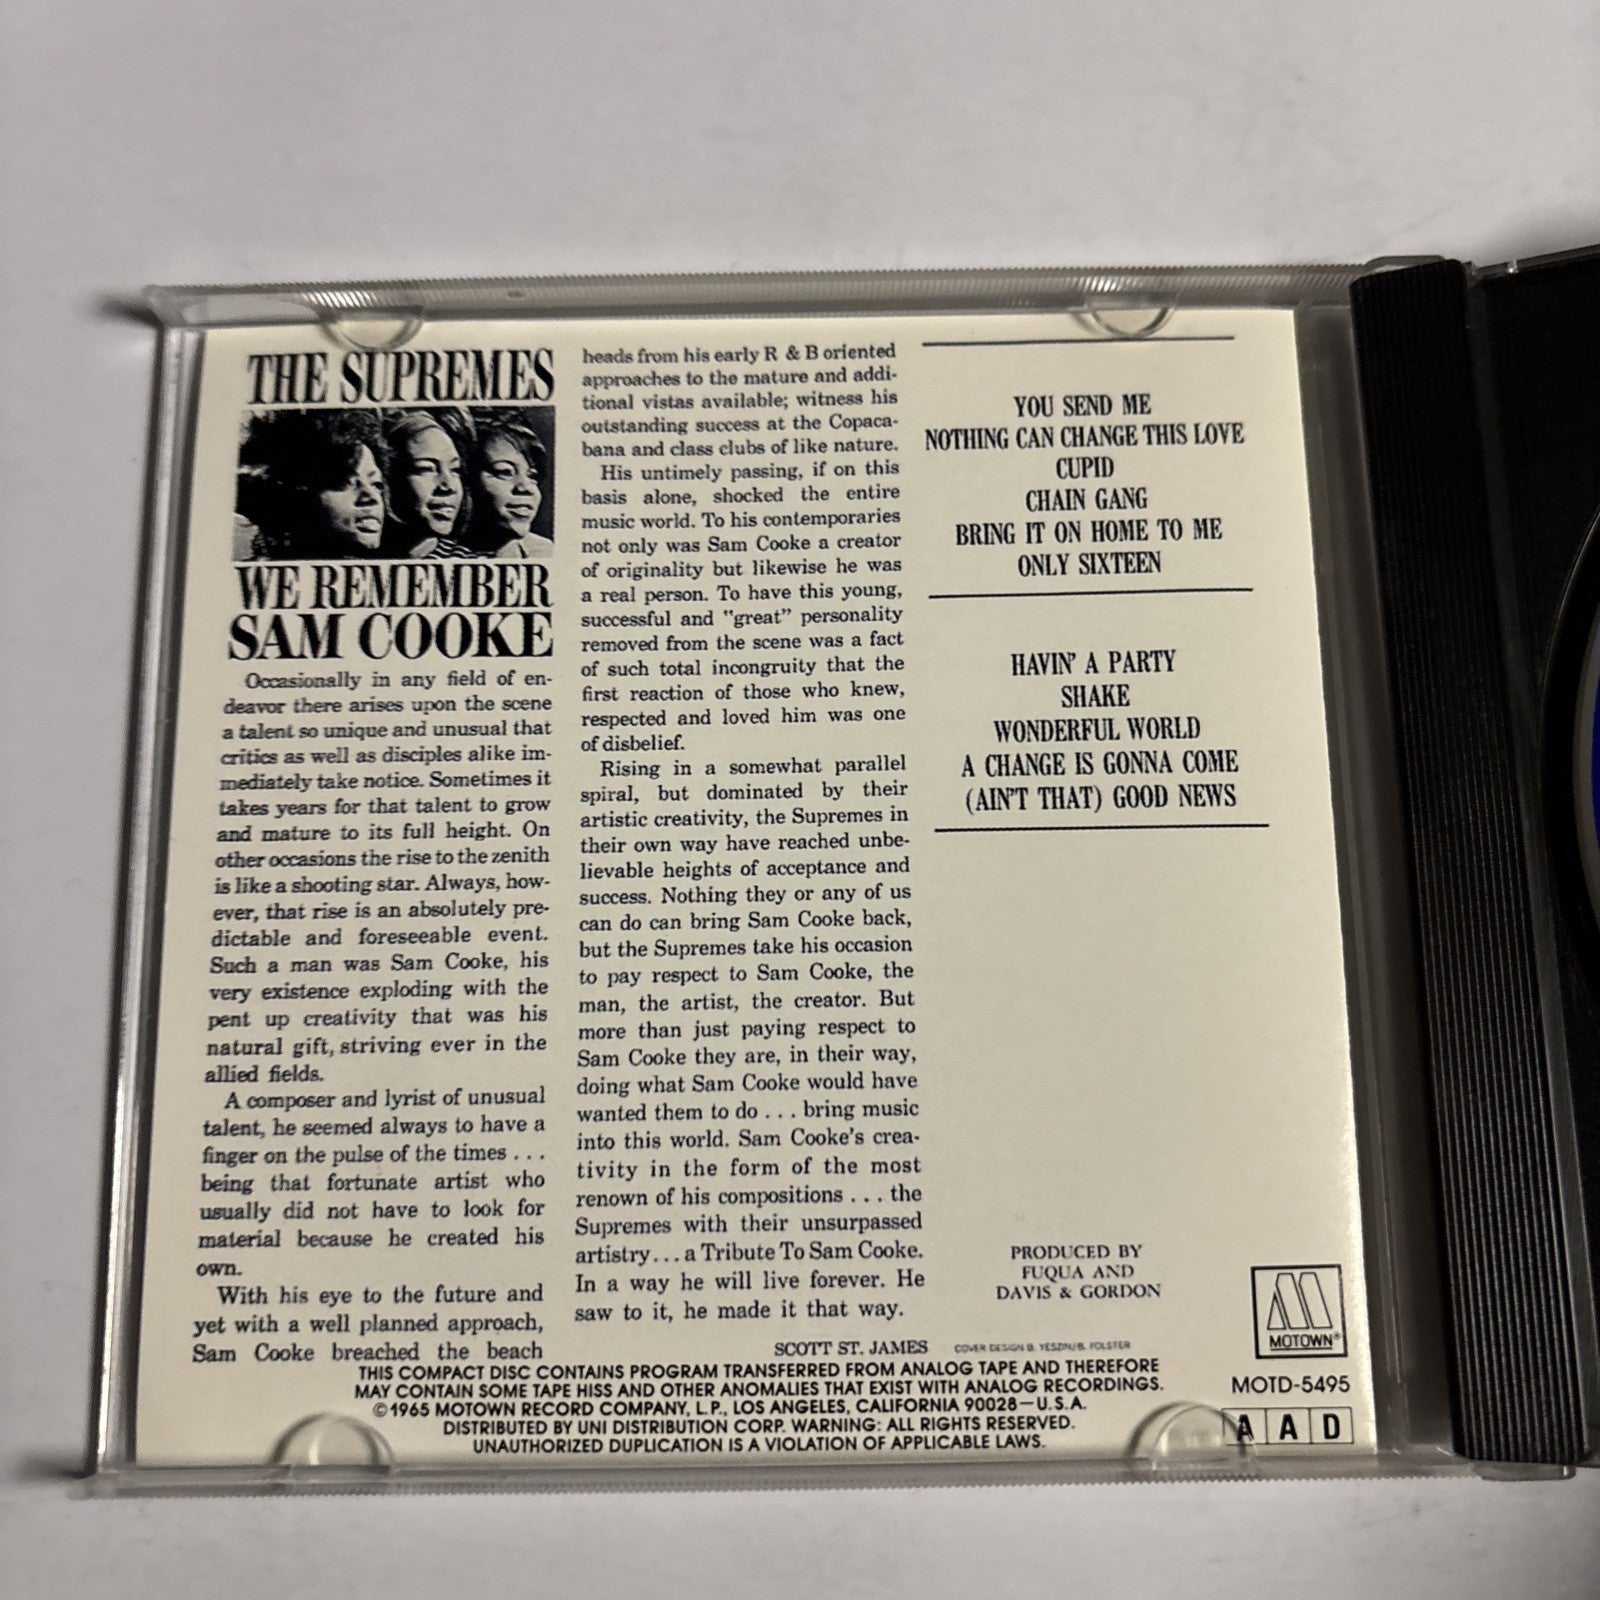 THE SUPREMES
WE REMEMBER
SAM COOKE
Occasionally in any field of en-
deavor there arises upon the scene
a talent so unique and unusual that
critics as well as disciples alike im-
mediately take notice. Sometimes it
takes years for that talent to grow
and mature to its full height. On
other occasions the rise to the zenith
is like a shooting star. Always, how-
ever, that rise is an absolutely pre-
dictable and foreseeable event.
Such a man was Sam Cooke, his
very existence exploding with the
pent up creativity that was his
natural gift, striving ever in the
allied fields.
A composer and lyrist of unusual
talent, he seemed always to have a
finger on the pulse of the times . . .
being that fortunate artist who
usually did not have to look for
material because he created his
own.
With his eye to the future and
yet with a well planned approach,
Sam Cooke breached the beach
heads from his early R & B oriented
approaches to the mature and addi-
tional vistas available; witness his
outstanding success at the Copaca-
bana and class clubs of like nature.
His untimely passing, if on this
basis alone, shocked the entire
music world. To his contemporaries
not only was Sam Cooke a creator
of originality but likewise he was
a real person. To have this young,
successful and "great" personality
removed from the scene was a fact
of such total incongruity that the
first reaction of those who knew,
respected and loved him was one
of disbelief.
Rising in a somewhat parallel
spiral, but dominated by their
artistic creativity, the Supremes in
their own way have reached unbe-
lievable heights of acceptance and
success. Nothing they or any of us
can do can bring Sam Cooke back,
but the Supremes take his occasion
to pay respect to Sam Cooke, the
man, the artist, the creator. But
more than just paying respect to
Sam Cooke they are, in their way,
doing what Sam Cooke would have
wanted them to do . . . bring music
into this world. Sam Cooke's crea-
tivity in the form of the most
renown of his compositions . . . the
Supremes with their unsurpassed
artistry...a Tribute To Sam Cooke.
In a way he will live forever. He
saw to it, he made it that way.
SCOTT ST. JAMES
YOU SEND ME
NOTHING CAN CHANGE THIS LOVE
CUPID
CHAIN GANG
BRING IT ON HOME TO ME
ONLY SIXTEEN
HAVIN' A PARTY
SHAKE
WONDERFUL WORLD
A CHANGE IS GONNA COME
(AIN'T THAT) GOOD NEWS
PRODUCED BY
FUQUA AND
DAVIS & GORDON
COVER DESIGN B. YESZIN/B. POLSTER
MOTOWN®
MOTD-5495
A A D
THIS COMPACT DISC CONTAINS PROGRAM TRANSFERRED FROM ANALOG TAPE AND THEREFORE
MAY CONTAIN SOME TAPE HISS AND OTHER ANOMALIES THAT EXIST WITH ANALOG RECORDINGS.
©1965 MOTOWN RECORD COMPANY, L.P., LOS ANGELES, CALIFORNIA 90028—U.S.A.
DISTRIBUTED BY UNI DISTRIBUTION CORP. WARNING: ALL RIGHTS RESERVED.
UNAUTHORIZED DUPLICATION IS A VIOLATION OF APPLICABLE LAWS.